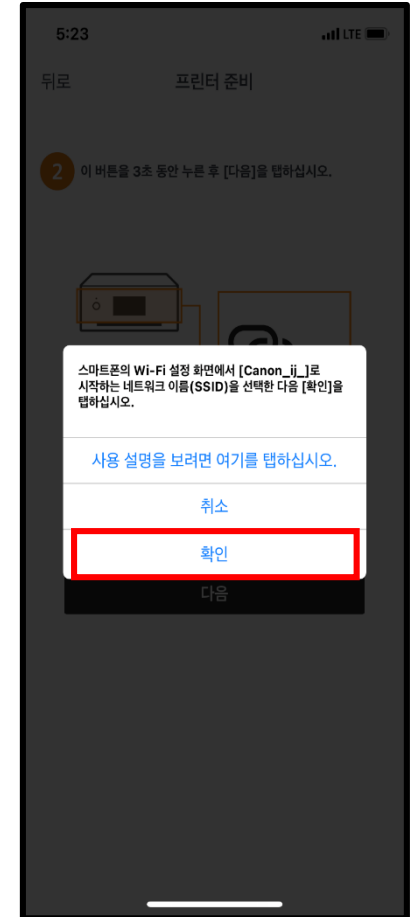 5:23
LTE
뒤로
프린터 준비
2
이 버튼을 3초 동안 누른 후 [다음]을 탭하십시오.
스마트폰의 Wi-Fi 설정 화면에서 [Canon_ij_]로
시작하는 네트워크 이름(SSID)을 선택한 다음 [확인]을
탭하십시오.
사용 설명을 보려면 여기를 탭하십시오.
취소
확인
다음